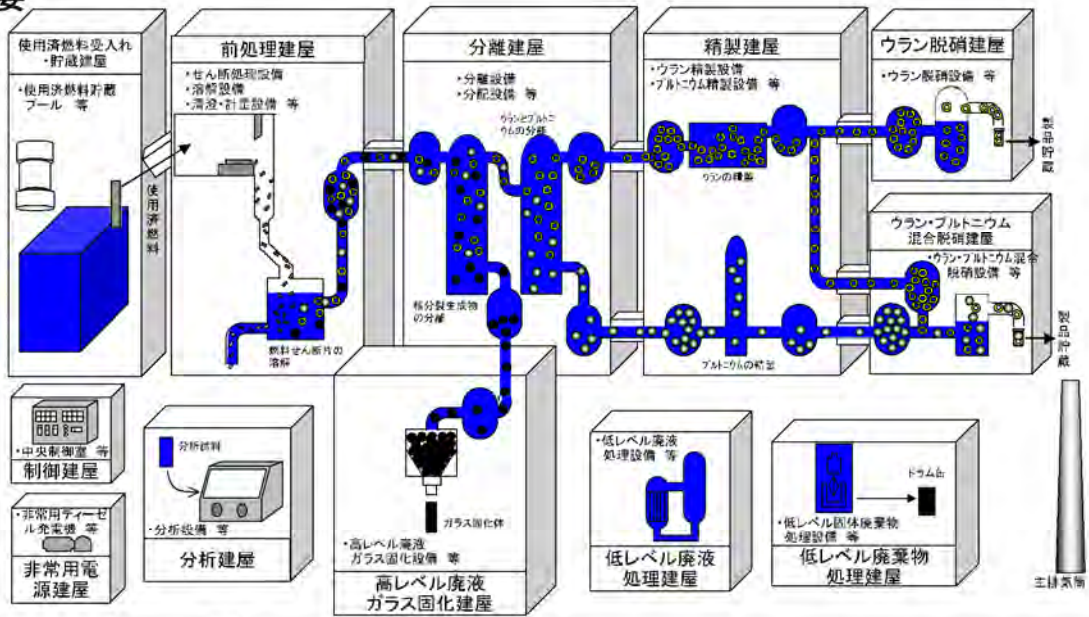 要
使用済燃料受入れ
・貯蔵建屋
・使用済燃料貯蔵
プール 等
使用済燃料
前処理建屋
・せん断処理設備
・溶解設備
・清澄・計量設備 等
燃料せん断片の
溶解
分離建屋
・分離設備
・分配設備 等
ウランとプルトニ
ウムの分離
核分裂生成物
の分離
精製建屋
・ウラン精製設備
・プルトニウム精製設備 等
ウランの精製
プルトニウムの精製
ウラン脱硝建屋
・ウラン脱硝設備 等
ウラン・プルトニウム
混合脱硝建屋
・ウラン・プルトニウム混合
脱硝設備 等
・中央制御室 等
制御建屋
・非常用ディーゼ
ル発電機 等
非常用電
源建屋
分析試料
・分析設備 等
分析建屋
ガラス固化体
・高レベル廃液
ガラス固化設備 等
高レベル廃液
ガラス固化建屋
・低レベル廃液
処理設備 等
低レベル廃液
処理建屋
ドラム缶
・低レベル固体廃棄物
処理設備 等
低レベル廃棄物
処理建屋
主排気筒